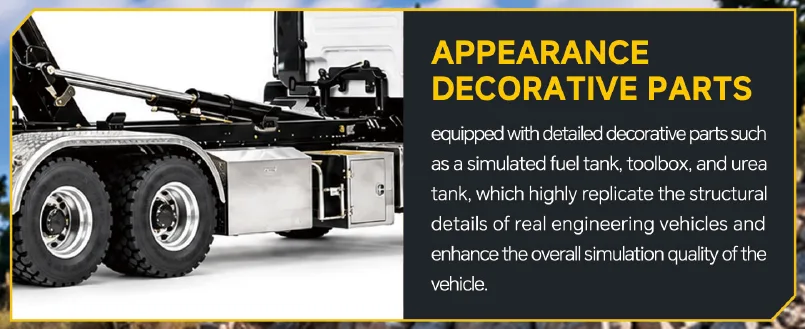 APPEARANCE
DECORATIVE PARTS
equipped with detailed decorative parts such
as a simulated fuel tank, toolbox, and urea
tank, which highly replicate the structural
details of real engineering vehicles and
enhance the overall simulation quality of the
vehicle.